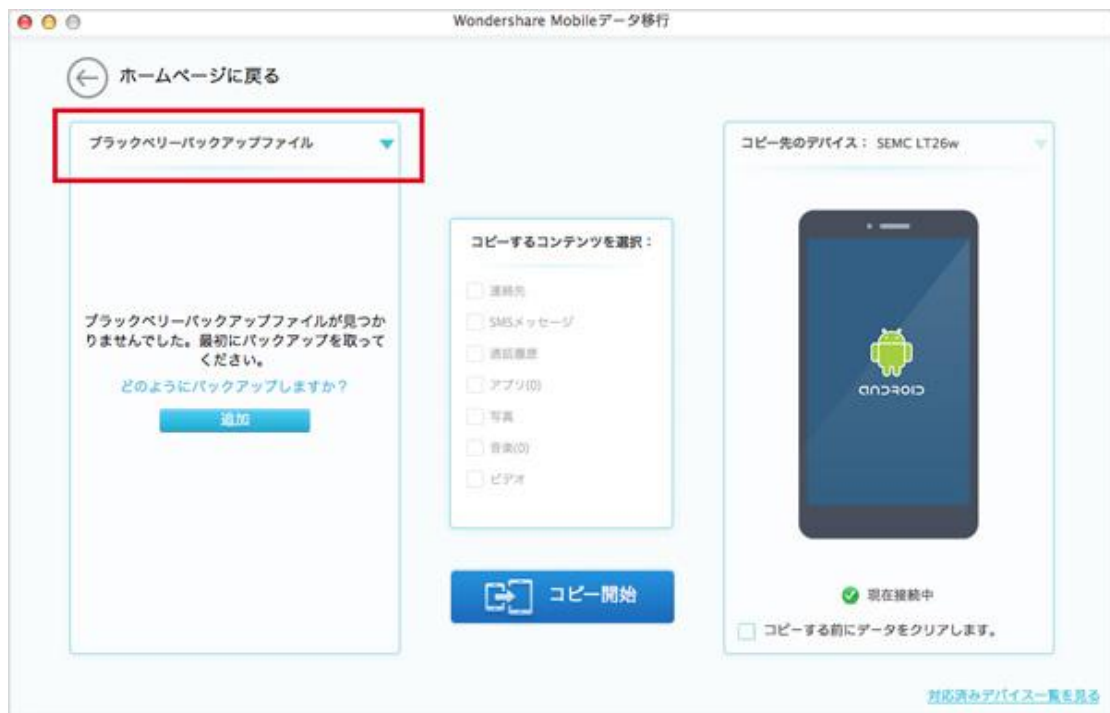 Wondershare Mobileデータ移行
ホームページに戻る
ブラックベリーバックアップファイル
ブラックベリーバックアップファイルが見つか
りませんでした。最初にバックアップを取って
ください。
どのようにバックアップしますか？
追加
コピーするコンテンツを選択：
連絡先
SMSメッセージ
通話履歴
アプリ(0)
写真
音楽(0)
ビデオ
コピー開始
コピー先のデバイス： SEMC LT26w
ANDROID
現在接続中
コピーする前にデータをクリアします。
対応済みデバイス一覧を見る